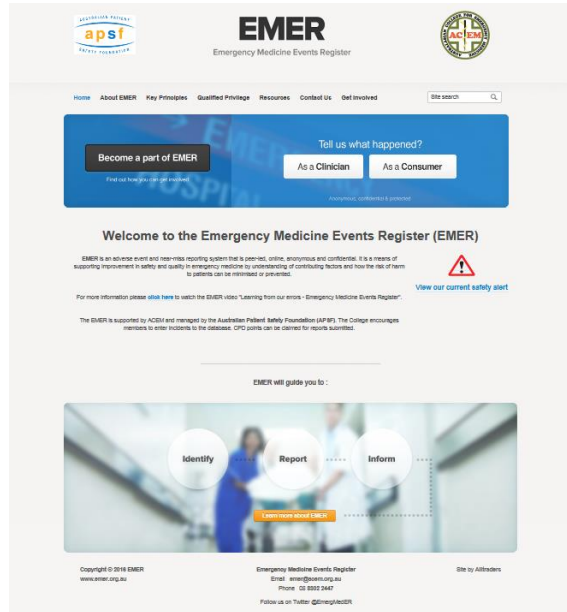 AUSTRALIAN PATIENT
apsf
SAFETY FOUNDATION
EMER
Emergency Medicine Events Register
ACEM
Home About EMER Key Principles Qualified Privilege Resources Contact Us Get Involved
Site search
Become a part of EMER
Find out how you can get involved
Tell us what happened?
As a Clinician As a Consumer
Anonymous, confidential & protected
Welcome to the Emergency Medicine Events Register (EMER)
EMER is an adverse event and near-miss reporting system that is peer-led, online, anonymous and confidential. It is a means of
supporting improvement in safety and quality in emergency medicine by understanding of contributing factors and how the risk of harm
to patients can be minimised or prevented.
View our current safety alert
For more information please click here to watch the EMER video "Learning from our errors - Emergency Medicine Events Register".
The EMER is supported by ACEM and managed by the Australian Patient Safety Foundation (APSF). The College encourages
members to enter incidents to the database. CPD points can be claimed for reports submitted.
EMER will guide you to :
Identify Report Inform
Learn more about EMER
Copyright © 2016 EMER
www.emer.org.au
Emergency Medicine Events Register
Email emer@acem.org.au
Phone 03 8302 2447
Follow us on Twitter @EmergMedER
Site by Alltraders